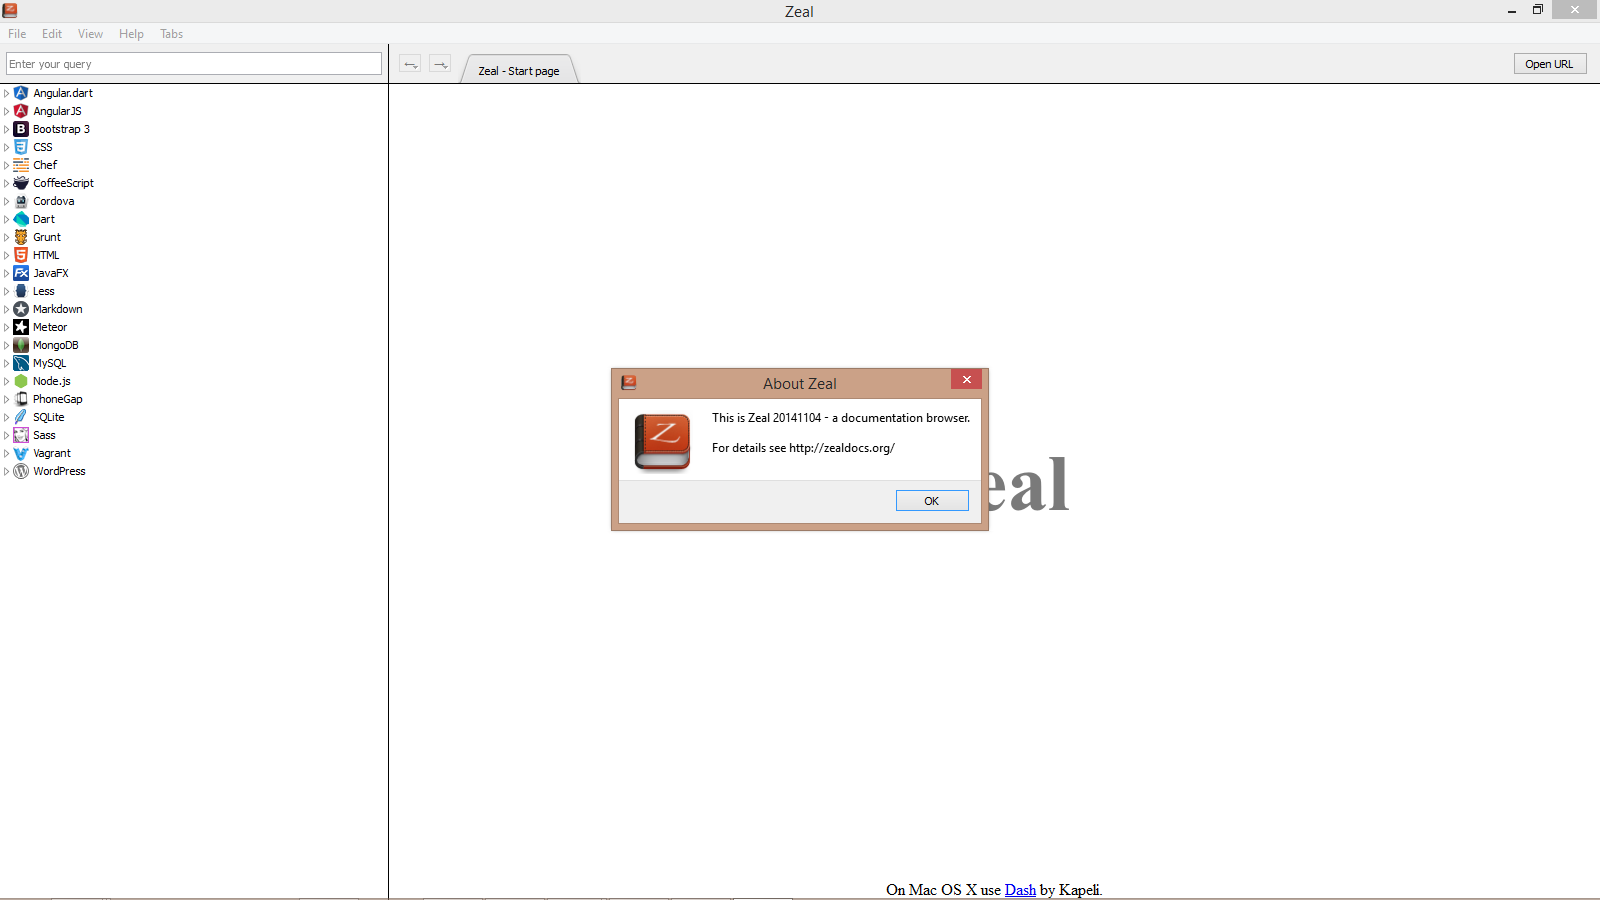 Zeal
File Edit View Help Tabs
Enter your query
Zeal - Start page
Open URL
Angular.dart
AngularJS
Bootstrap 3
CSS
Chef
CoffeeScript
Cordova
Dart
Grunt
HTML
JavaFX
Less
Markdown
Meteor
MongoDB
MySQL
Node.js
PhoneGap
SQLite
Sass
Vagrant
WordPress
About Zeal
This is Zeal 20141104 - a documentation browser.
For details see http://zealdocs.org/
OK
eal
On Mac OS X use Dash by Kapeli.